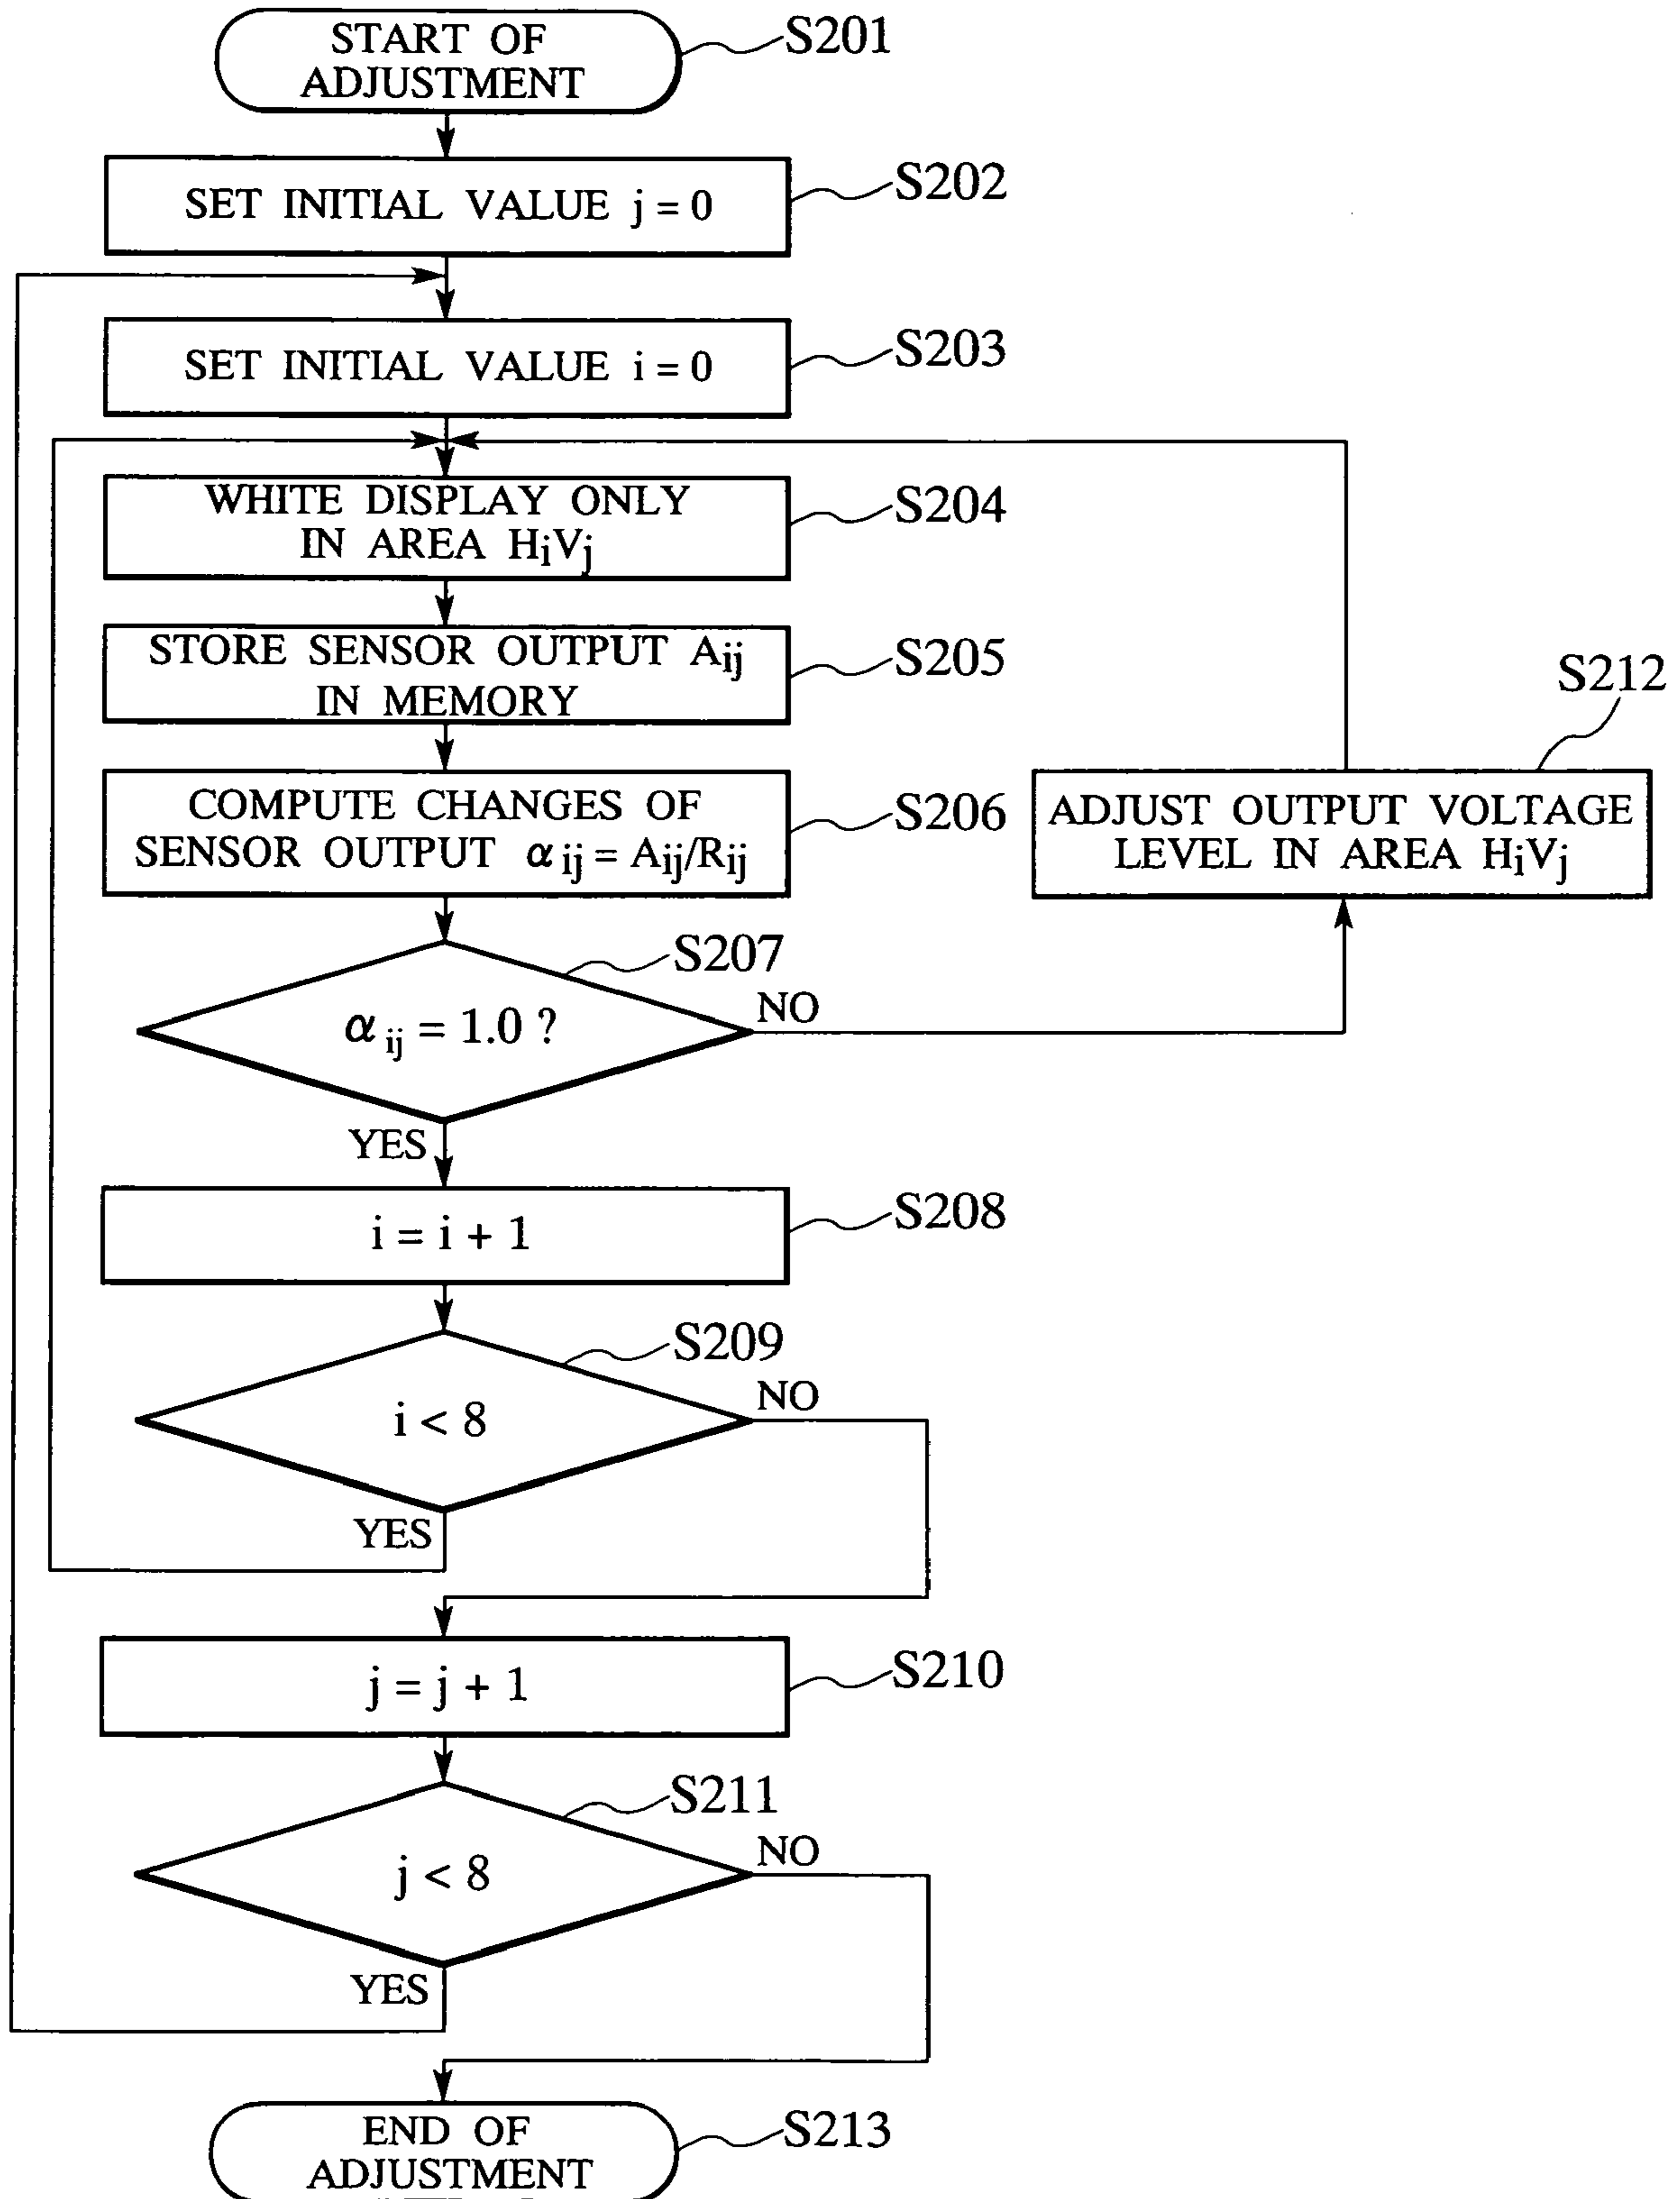 START OF
ADJUSTMENT
S201
SET INITIAL VALUE j = 0
S202
SET INITIAL VALUE i = 0
S203
WHITE DISPLAY ONLY
IN AREA HiVj
S204
STORE SENSOR OUTPUT Aij
IN MEMORY
S205
COMPUTE CHANGES OF
SENSOR OUTPUT αij = Aij/Rij
S206
S212
ADJUST OUTPUT VOLTAGE
LEVEL IN AREA HiVj
S207
αij = 1.0 ?
NO
YES
i = i + 1
S208
S209
i < 8
NO
YES
j = j + 1
S210
S211
j < 8
NO
YES
END OF
ADJUSTMENT
S213